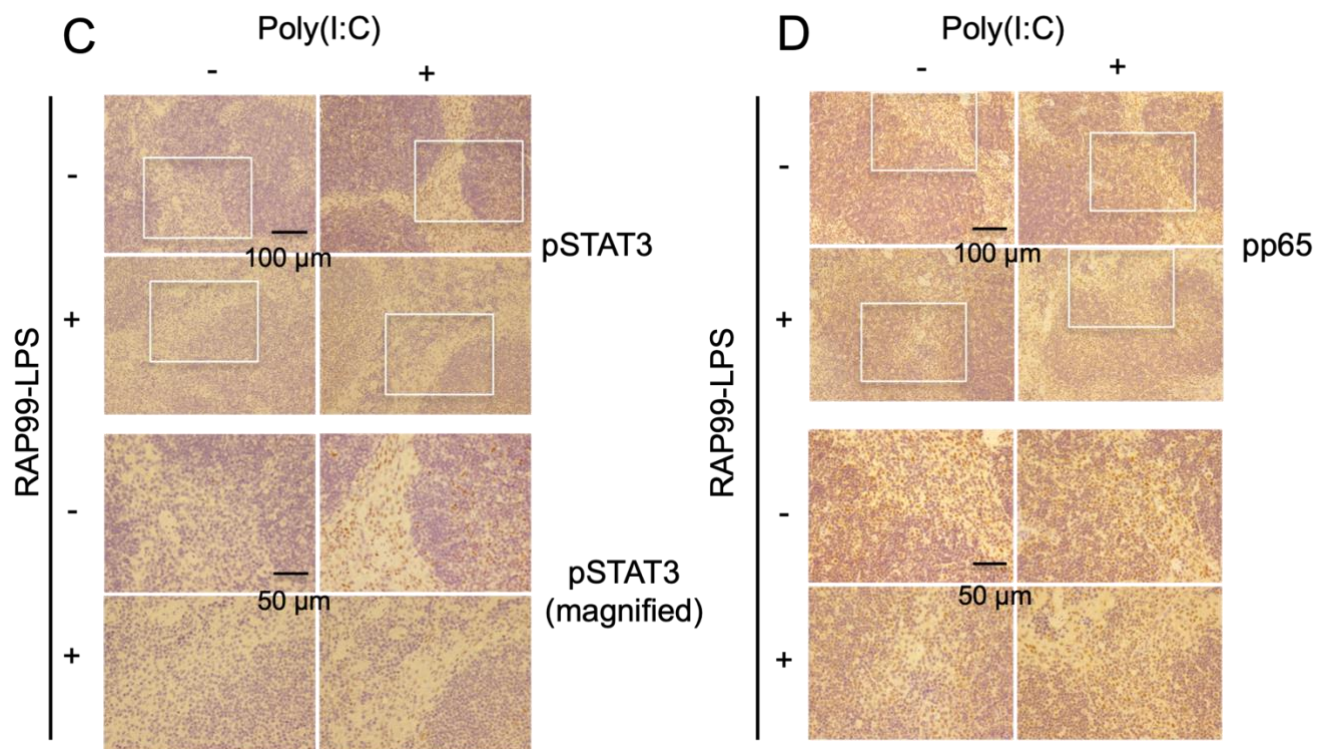 C
Poly(I:C)
- +
RAP99-LPS
-
100 µm
pSTAT3
+
-
50 µm
pSTAT3
(magnified)
+
D
Poly(I:C)
- +
RAP99-LPS
-
100 µm
pp65
+
-
50 µm
+